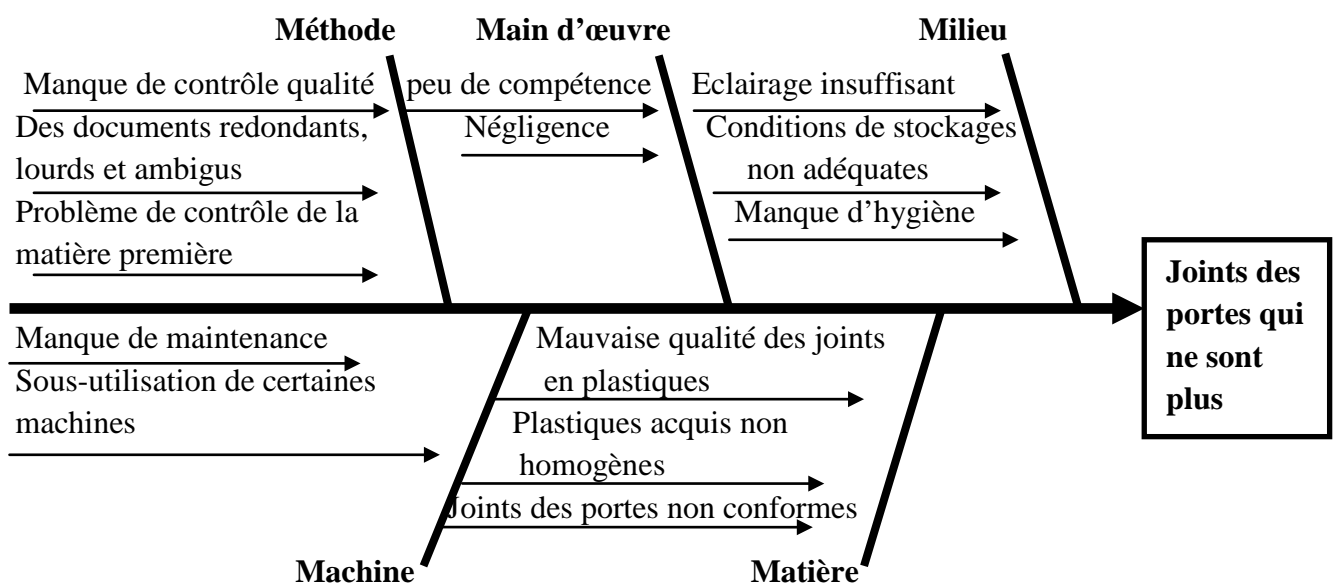 Méthode
Main d’œuvre
Milieu
Manque de contrôle qualité
Des documents redondants,
lourds et ambigus
Problème de contrôle de la
matière première
peu de compétence
Négligence
Eclairage insuffisant
Conditions de stockages
non adéquates
Manque d’hygiène
Joints des
portes qui
ne sont
plus
Manque de maintenance
Sous-utilisation de certaines
machines
Mauvaise qualité des joints
en plastiques
Plastiques acquis non
homogènes
Joints des portes non conformes
Machine
Matière